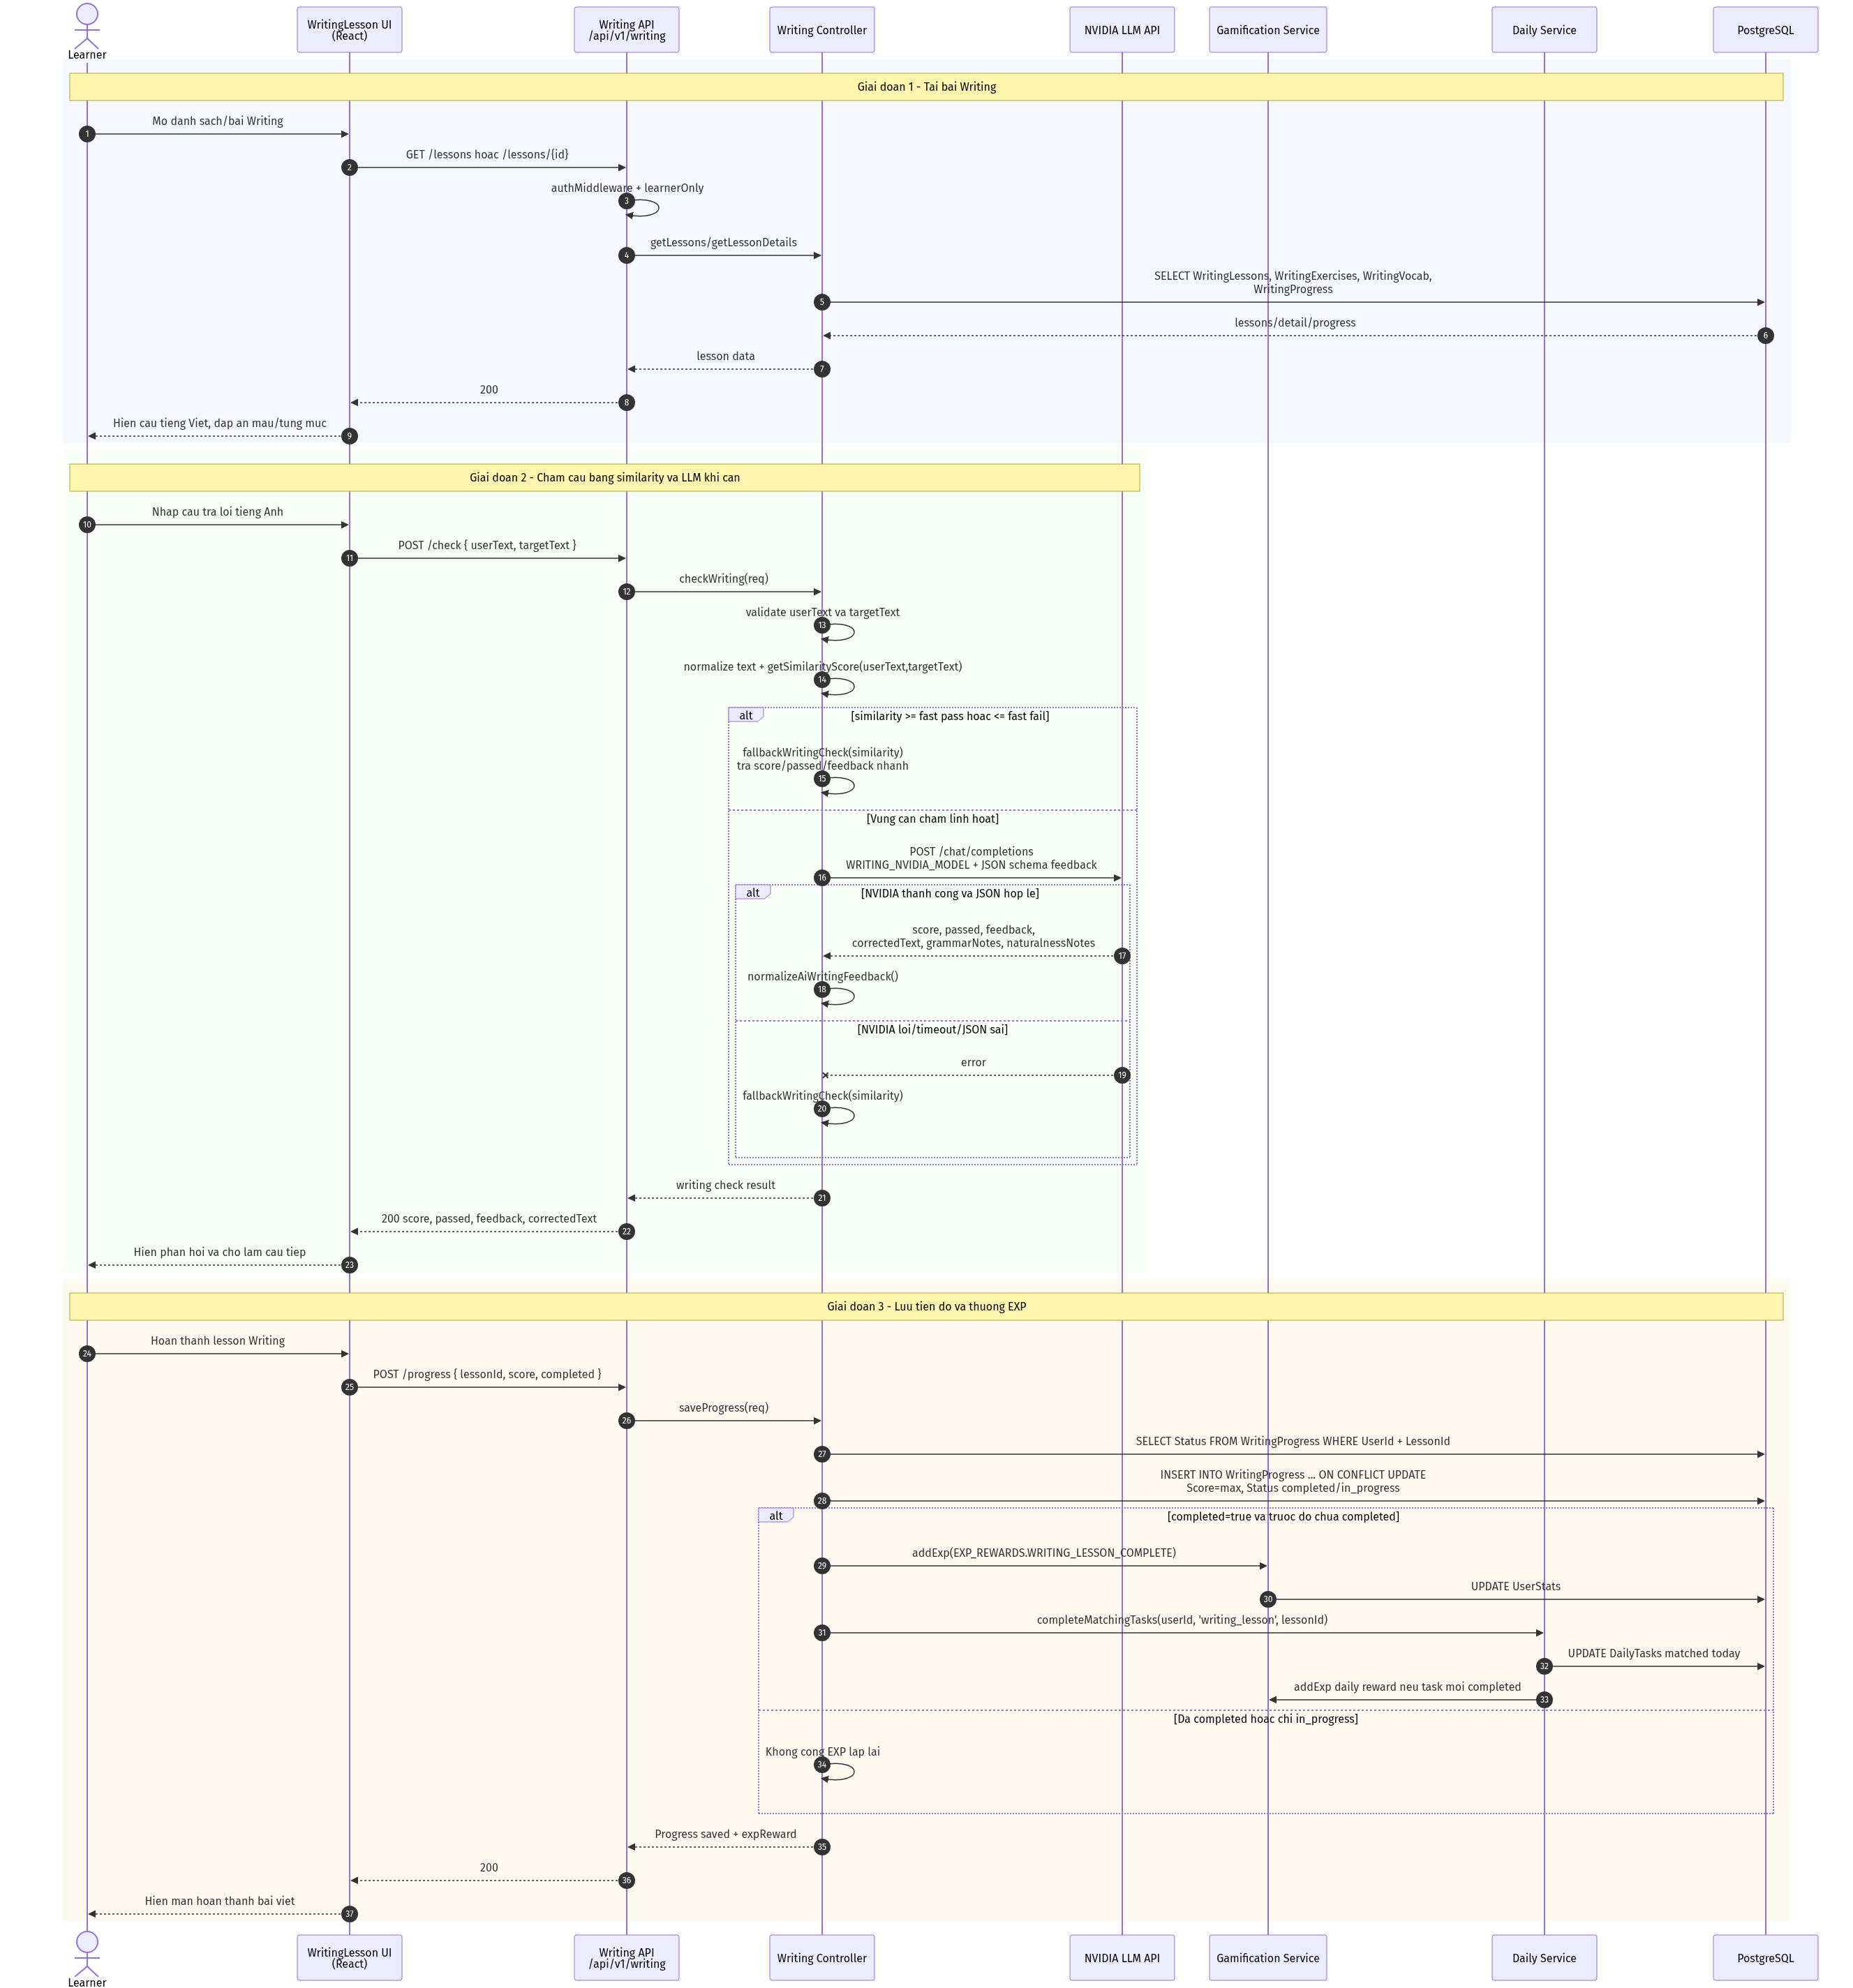 Learner
WritingLesson UI
(React)
Writing API
/api/v1/writing
Writing Controller
NVIDIA LLM API
Gamification Service
Daily Service
PostgreSQL
Giai doan 1 - Tai bai Writing
Mo danh sach/bai Writing
1
GET /lessons hoac /lessons/{id}
2
authMiddleware + learnerOnly
3
getLessons/getLessonDetails
4
SELECT WritingLessons, WritingExercises, WritingVocab,
WritingProgress
5
lessons/detail/progress
6
lesson data
7
200
8
Hien cau tieng Viet, dap an mau/tung muc
9
Giai doan 2 - Cham cau bang similarity va LLM khi can
Nhap cau tra loi tieng Anh
10
POST /check { userText, targetText }
11
checkWriting(req)
12
validate userText va targetText
13
normalize text + getSimilarityScore(userText,targetText)
14
alt
[similarity >= fast pass hoac <= fast fail]
fallbackWritingCheck(similarity)
tra score/passed/feedback nhanh
15
[Vung can cham linh hoat]
POST /chat/completions
WRITING_NVIDIA_MODEL + JSON schema feedback
16
alt
[NVIDIA thanh cong va JSON hop le]
score, passed, feedback,
correctedText, grammarNotes, naturalnessNotes
17
normalizeAiWritingFeedback()
18
[NVIDIA loi/timeout/JSON sai]
error
19
fallbackWritingCheck(similarity)
20
writing check result
21
200 score, passed, feedback, correctedText
22
Hien phan hoi va cho lam cau tiep
23
Giai doan 3 - Luu tien do va thuong EXP
Hoan thanh lesson Writing
24
POST /progress { lessonId, score, completed }
25
saveProgress(req)
26
SELECT Status FROM WritingProgress WHERE UserId + LessonId
27
INSERT INTO WritingProgress ... ON CONFLICT UPDATE
Score=max, Status completed/in_progress
28
alt
[completed=true va truoc do chua completed]
addExp(EXP_REWARDS.WRITING_LESSON_COMPLETE)
29
UPDATE UserStats
30
completeMatchingTasks(userId, 'writing_lesson', lessonId)
31
UPDATE DailyTasks matched today
32
addExp daily reward neu task moi completed
33
[Da completed hoac chi in_progress]
Khong cong EXP lap lai
34
Progress saved + expReward
35
200
36
Hien man hoan thanh bai viet
37
Learner
WritingLesson UI
(React)
Writing API
/api/v1/writing
Writing Controller
NVIDIA LLM API
Gamification Service
Daily Service
PostgreSQL